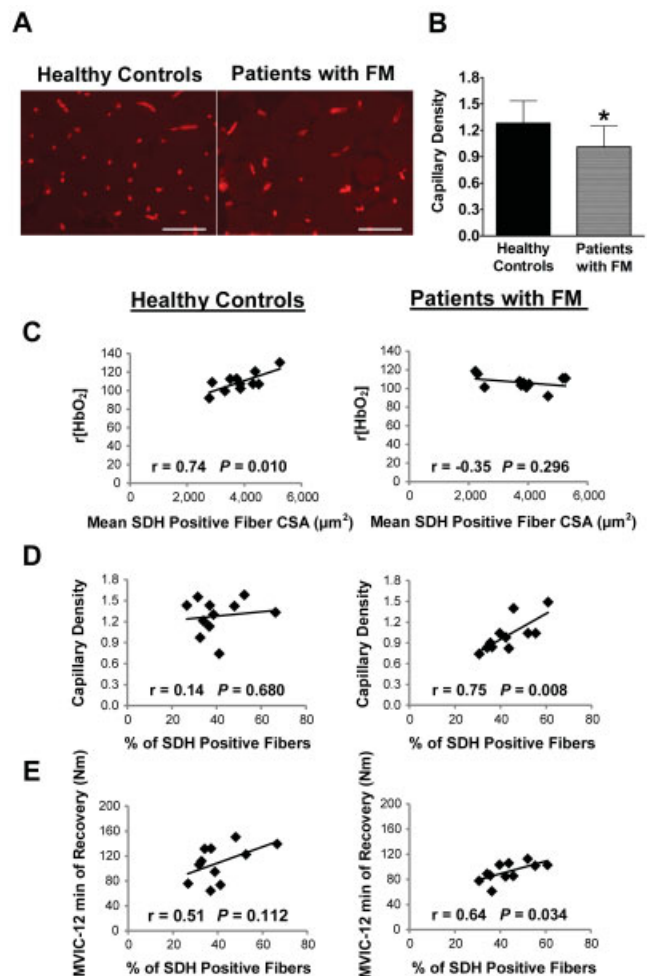 A
Healthy Controls
Patients with FM
B
Capillary Density
1.8
1.5
1.2
0.9
0.6
0.3
0.0
*
Healthy
Controls
Patients
with FM
Healthy Controls
Patients with FM
C
r[HbO₂]
140
120
100
80
60
40
20
0
r = 0.74 P = 0.010
0 2,000 4,000 6,000
Mean SDH Positive Fiber CSA (µm²)
r[HbO₂]
140
120
100
80
60
40
20
0
r = -0.35 P = 0.296
0 2,000 4,000 6,000
Mean SDH Positive Fiber CSA (µm²)
D
Capillary Density
1.8
1.5
1.2
0.9
0.6
0.3
0.0
r = 0.14 P = 0.680
0 20 40 60 80
% of SDH Positive Fibers
Capillary Density
1.8
1.5
1.2
0.9
0.6
0.3
0.0
r = 0.75 P = 0.008
0 20 40 60 80
% of SDH Positive Fibers
E
MVIC-12 min of Recovery (Nm)
200
160
120
80
40
0
r = 0.51 P = 0.112
0 20 40 60 80
% of SDH Positive Fibers
MVIC-12 min of Recovery (Nm)
200
160
120
80
40
0
r = 0.64 P = 0.034
0 20 40 60 80
% of SDH Positive Fibers